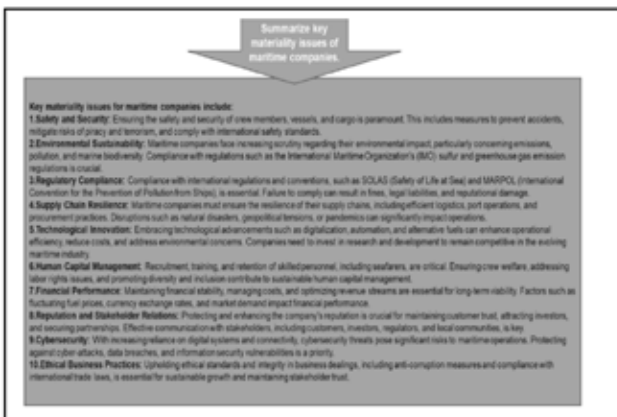 Summarize key
materiality issues of
maritime companies.
Key materiality issues for maritime companies include:
1.Safety and Security: Ensuring the safety and security of crew members, vessels, and cargo is paramount. This includes measures to prevent accidents,
mitigate risks of piracy and terrorism, and comply with international safety standards.
2.Environmental Sustainability: Maritime companies face increasing scrutiny regarding their environmental impact, particularly concerning emissions,
pollution, and marine biodiversity. Compliance with regulations such as the International Maritime Organization's (IMO) sulfur and greenhouse gas emission
regulations is crucial.
3.Regulatory Compliance: Compliance with international regulations and conventions, such as SOLAS (Safety of Life at Sea) and MARPOL (International
Convention for the Prevention of Pollution from Ships), is essential. Failure to comply can result in fines, legal liabilities, and reputational damage.
4.Supply Chain Resilience: Maritime companies must ensure the resilience of their supply chains, including efficient logistics, port operations, and
procurement practices. Disruptions such as natural disasters, geopolitical tensions, or pandemics can significantly impact operations.
5.Technological Innovation: Embracing technological advancements such as digitalization, automation, and alternative fuels can enhance operational
efficiency, reduce costs, and address environmental concerns. Companies need to invest in research and development to remain competitive in the evolving
maritime industry.
6.Human Capital Management: Recruitment, training, and retention of skilled personnel, including seafarers, are critical. Ensuring crew welfare, addressing
labor rights issues, and promoting diversity and inclusion contribute to sustainable human capital management.
7.Financial Performance: Maintaining financial stability, managing costs, and optimizing revenue streams are essential for long-term viability. Factors such as
fluctuating fuel prices, currency exchange rates, and market demand impact financial performance.
8.Reputation and Stakeholder Relations: Protecting and enhancing the company's reputation is crucial for maintaining customer trust, attracting investors,
and securing partnerships. Effective communication with stakeholders, including customers, investors, regulators, and local communities, is key.
9.Cybersecurity: With increasing reliance on digital systems and connectivity, cybersecurity threats pose significant risks to maritime operations. Protecting
against cyber-attacks, data breaches, and information security vulnerabilities is a priority.
10.Ethical Business Practices: Upholding ethical standards and integrity in business dealings, including anti-corruption measures and compliance with
international trade laws, is essential for sustainable growth and maintaining stakeholder trust.